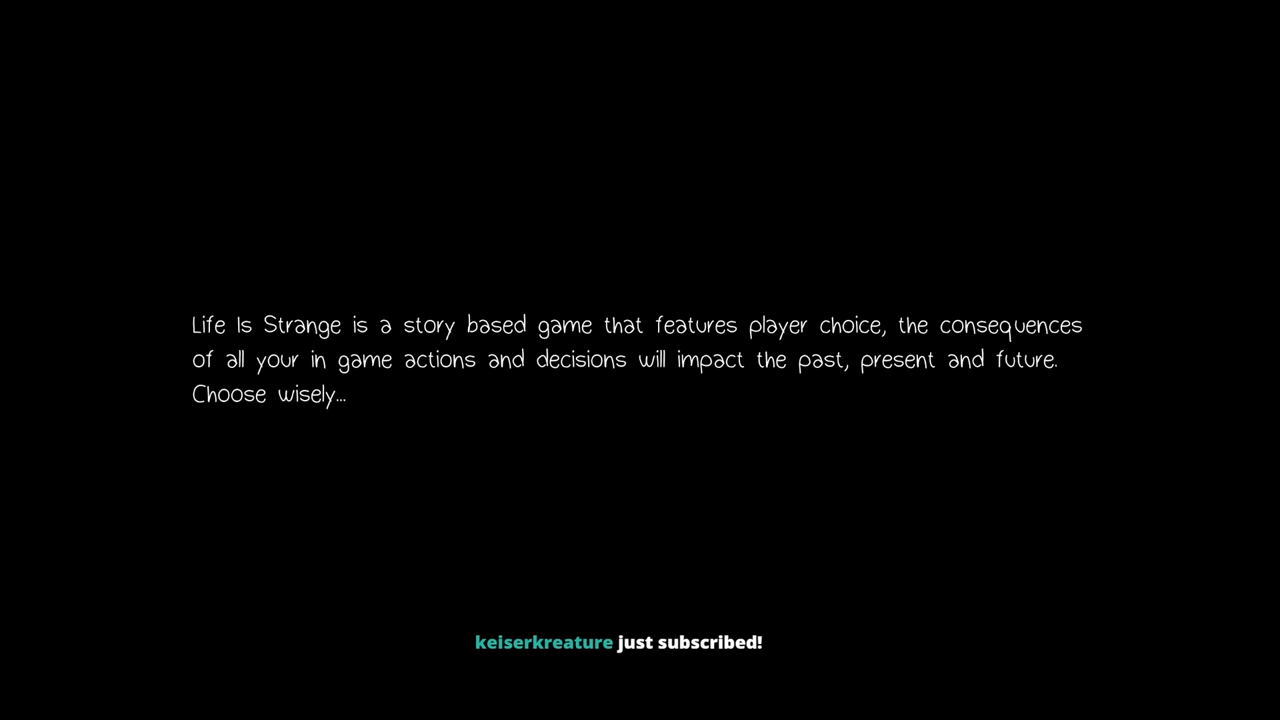 Life Is Strange is a story based game that features player choice, the consequences
of all your in game actions and decisions will impact the past, present and future.
Choose wisely...
keiserkreature just subscribed!